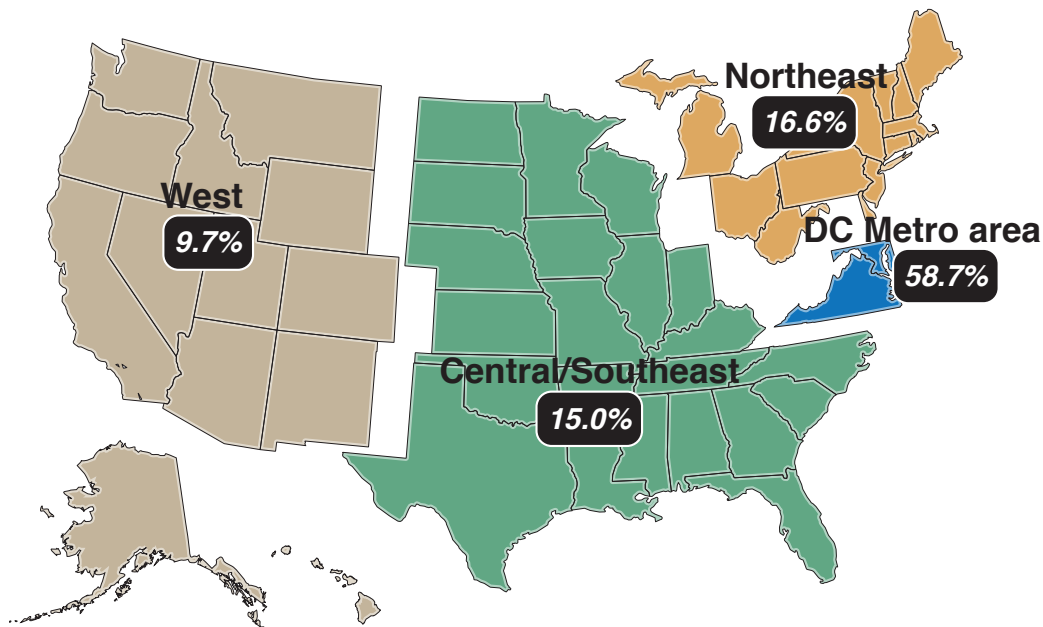 Northeast
16.6%
West
9.7%
DC Metro area
58.7%
Central/Southeast
15.0%